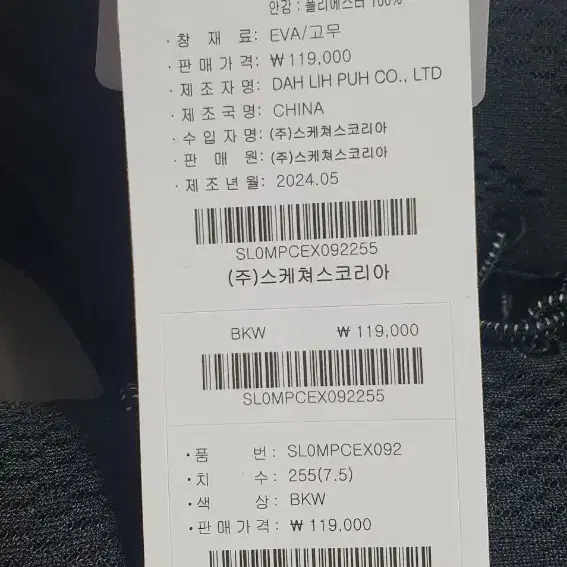 안감: 폴리에스터 100%
· 창 재 료: EVA/고무
· 판매가격: ₩119,000
· 제조자명: DAH LIH PUH CO., LTD
· 제조국명: CHINA
· 수입자명: (주)스케쳐스코리아
· 판 매 원: (주)스케쳐스코리아
· 제조년월: 2024.05
SL0MPCEX092255
(주)스케쳐스코리아
BKW ₩ 119,000
SL0MPCEX092255
· 품 번: SL0MPCEX092
· 치 수: 255(7.5)
· 색 상: BKW
· 판매가격: ₩ 119,000